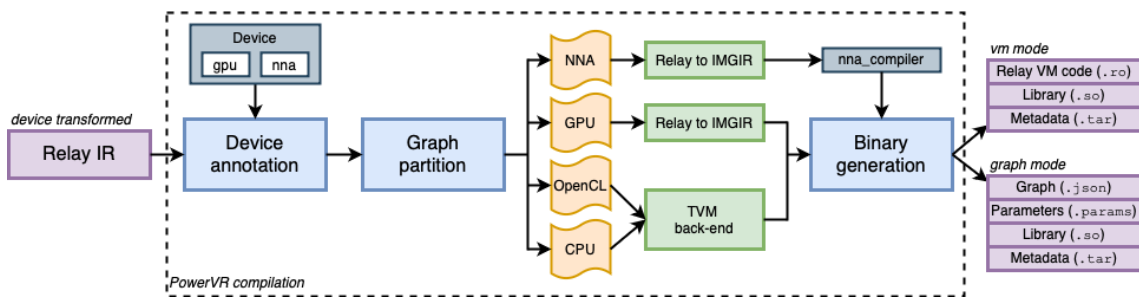 device transformed
Relay IR
Device
gpu
nna
Device
annotation
Graph
partition
NNA
GPU
OpenCL
CPU
Relay to IMGIR
Relay to IMGIR
TVM
back-end
nna_compiler
Binary
generation
PowerVR compilation
vm mode
Relay VM code (.ro)
Library (.so)
Metadata (.tar)
graph mode
Graph (.json)
Parameters (.params)
Library (.so)
Metadata (.tar)